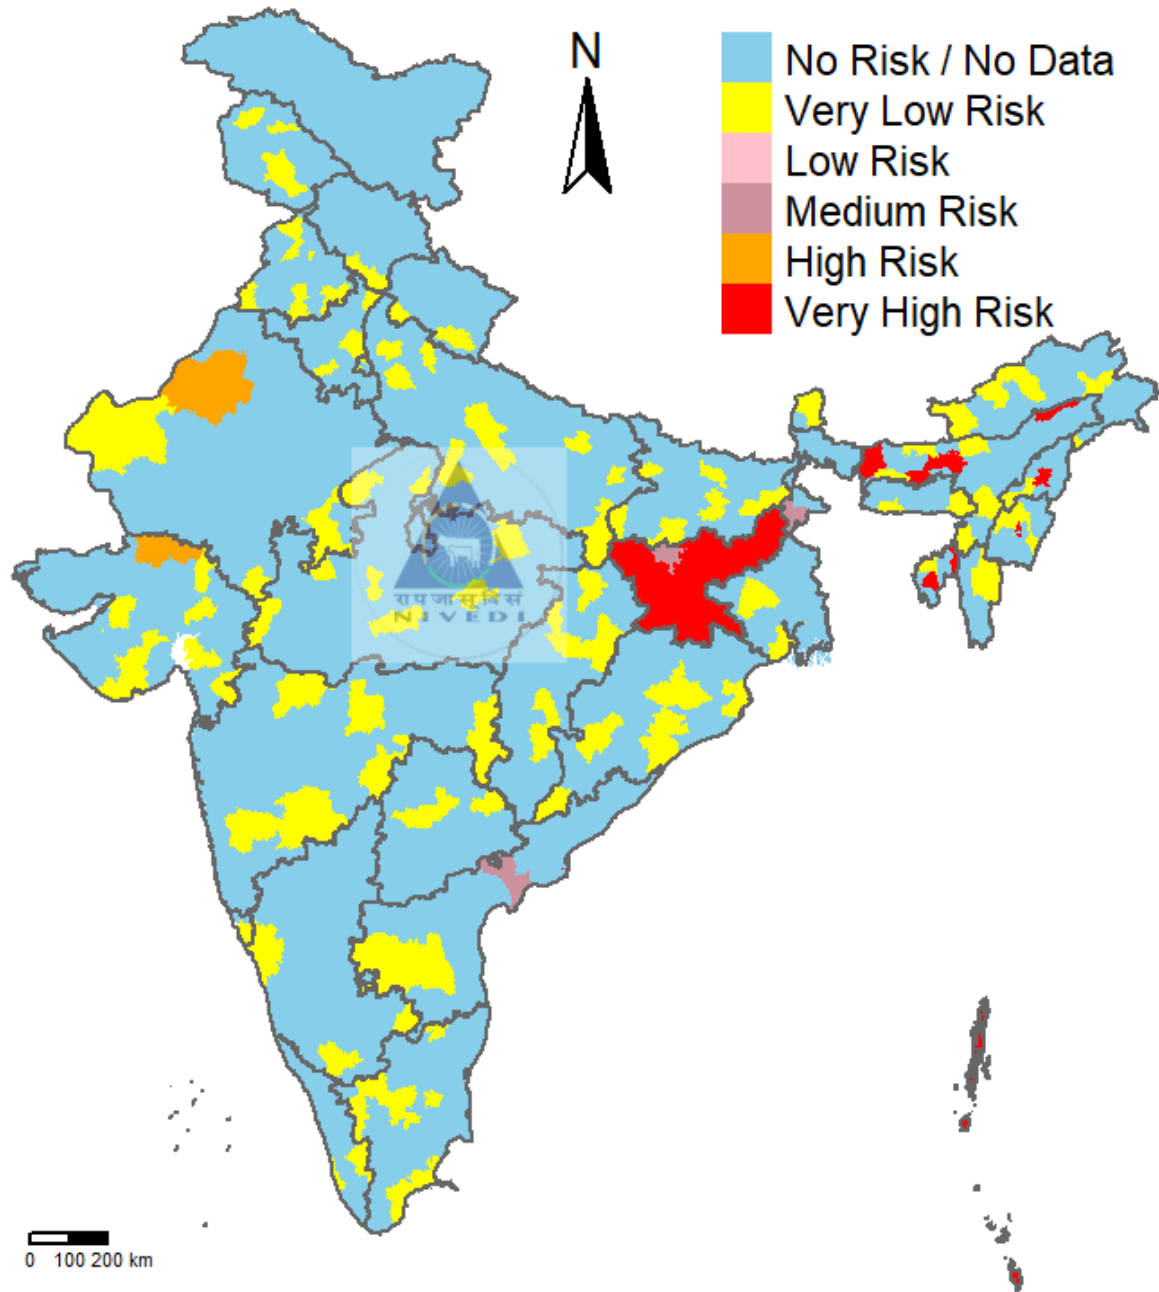 N
No Risk / No Data
Very Low Risk
Low Risk
Medium Risk
High Risk
Very High Risk
रा प जा सू वि सं
NIVEDI
0 100 200 km